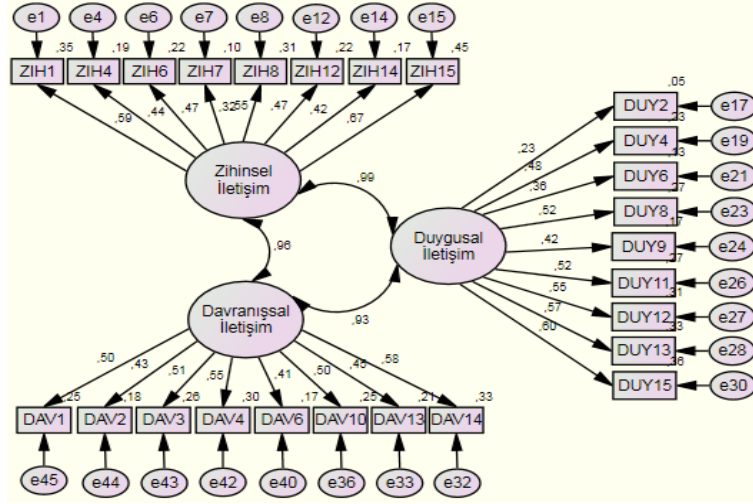 e1 e4 e6 e7 e8 e12 e14 e15
,35 ,19 ,22 ,10 ,31 ,22 ,17 ,45
ZIH1 ZIH4 ZIH6 ZIH7 ZIH8 ZIH12 ZIH14 ZIH15
,59 ,44 ,47 ,32 ,55 ,47 ,42 ,67
Zihinsel
İletişim
,99
,96
,93
Duygusal
İletişim
,05
DUY2 e17
,23
,23
DUY4 e19
,48
,13
DUY6 e21
,36
,27
DUY8 e23
,52
,17
DUY9 e24
,42
,27
DUY11 e26
,52
,31
DUY12 e27
,55
,33
DUY13 e28
,57
,36
DUY15 e30
,60
Davranışsal
İletişim
,50 ,43 ,51 ,55 ,41 ,50 ,58
,25 ,18 ,26 ,30 ,17 ,25 ,21 ,33
DAV1 DAV2 DAV3 DAV4 DAV6 DAV10 DAV13 DAV14
e45 e44 e43 e42 e40 e36 e33 e32